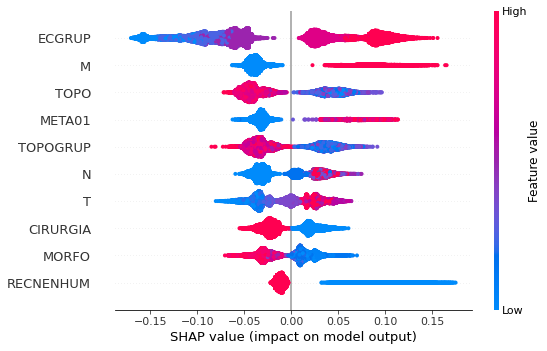 High
ECGRUP
M
TOPO
META01
TOPOGRUP
N
T
CIRURGIA
MORFO
RECNENHUM
Feature value
Low
−0.15 −0.10 −0.05 0.00 0.05 0.10 0.15
SHAP value (impact on model output)